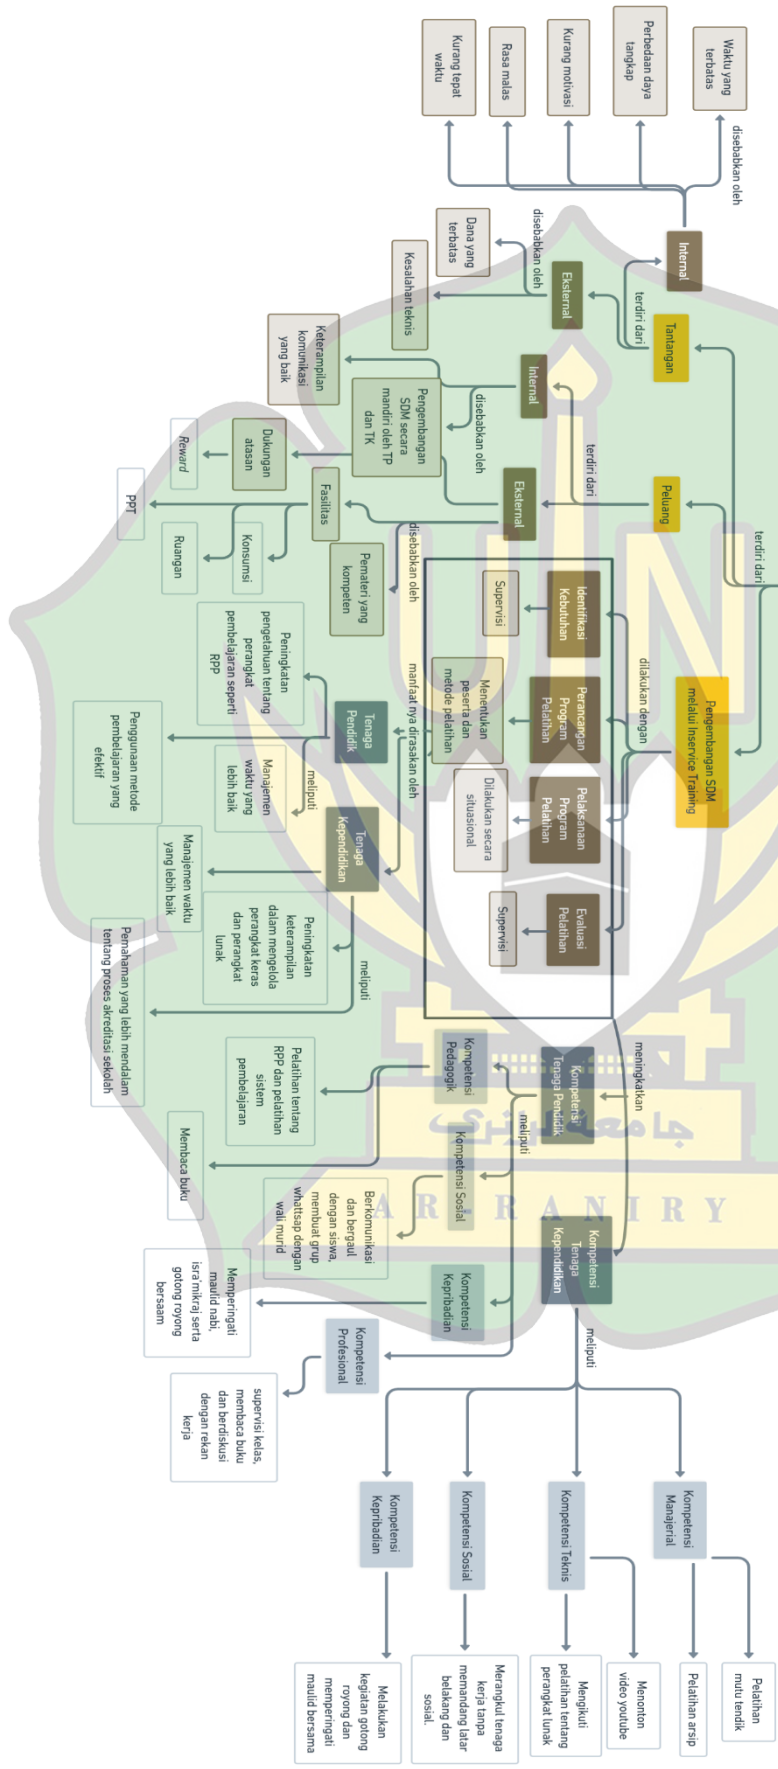 terdiri dari
Tantangan
terdiri dari
Internal
disebabkan oleh
Waktu yang
terbatas
Perbedaan daya
tangkap
Kurang motivasi
Rasa malas
Kurang tepat
waktu
Eksternal
disebabkan oleh
Dana yang
terbatas
Kesalahan teknis
Peluang
terdiri dari
Internal
disebabkan oleh
Keterampilan
komunikasi
yang baik
Pengembangan
SDM secara
mandiri oleh TP
dan TK
Eksternal
disebabkan oleh
Dukungan
atasan
Reward
Fasilitas
PPT
Ruangan
Konsumsi
Pemateri yang
kompeten
Pengembangan SDM
melalui Inservice Training
dilakukan dengan
Identifikasi
Kebutuhan
Supervisi
Perancangan
Program
Pelatihan
Menentukan
peserta dan
metode pelatihan
Pelaksanaan
Program
Pelatihan
Dilakukan secara
situasional
Evaluasi
Pelatihan
Supervisi
manfaat nya dirasakan oleh
Tenaga
Pendidik
meliputi
Peningkatan
pengetahuan tentang
perangkat
pembelajaran seperti
RPP
Penggunaan metode
pembelajaran yang
efektif
Manajemen
waktu yang
lebih baik
Tenaga
Kependidikan
meliputi
Manajemen waktu
yang lebih baik
Peningkatan
keterampilan
dalam mengelola
perangkat keras
dan perangkat
lunak
Pemahaman yang lebih mendalam
tentang proses akreditasi sekolah
meningkatkan
Kompetensi
Tenaga Pendidik
meliputi
Kompetensi
Pedagogik
Pelatihan tentang
RPP dan pelatihan
sistem
pembelajaran
Membaca buku
Kompetensi Sosial
Berkomunikasi
dan bergaul
dengan siswa,
membuat grup
whattsap dengan
wali murid
Kompetensi
Kepribadian
Memperingati
maulid nabi,
isra'mikraj serta
gotong royong
bersaam
Kompetensi
Profesional
supervisi kelas,
membaca buku
dan berdiskusi
dengan rekan
kerja
Kompetensi
Tenaga
Kependidikan
meliputi
Kompetensi
Manajerial
Pelatihan
mutu tendik
Pelatihan arsip
Kompetensi Teknis
Menonton
video youtube
Mengikuti
pelatihan tentang
perangkat lunak
Kompetensi Sosial
Merangkul tenaga
kerja tanpa
memandang latar
belakang dan
sosial.
Kompetensi
Kepribadian
Melakukan
kegiatan gotong
royong dan
memperingati
maulid bersama
UIN
جامعة الرانري
AR-RANIRY